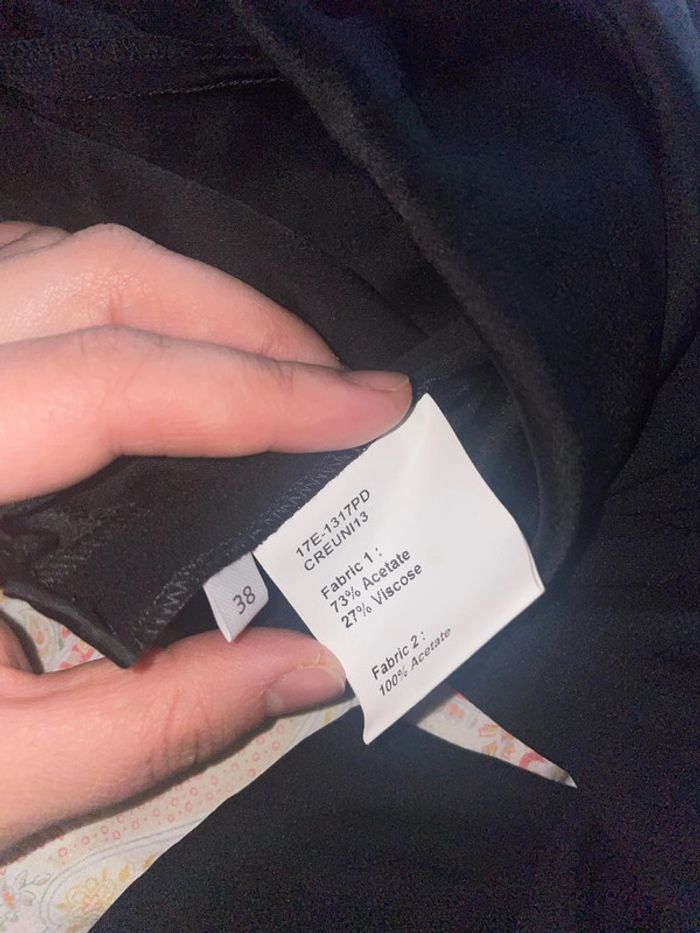 17E-1317PD
CREUNI13
Fabric 1 :
73% Acetate
27% Viscose
Fabric 2 :
100% Acetate
38